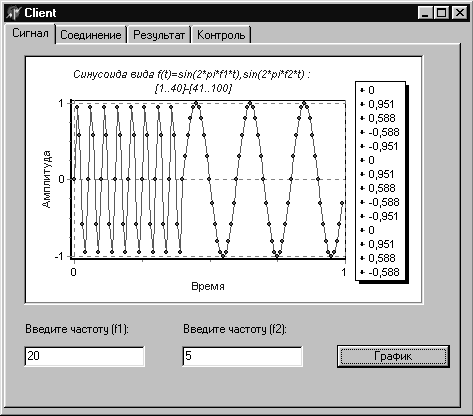 Client
Сигнал Соединение Результат Контроль
Синусоида вида f(t)=sin(2*pi*f1*t),sin(2*pi*f2*t) :
[1..40]-[41..100]
1
0
-1
Амплитуда
0 1
Время
0
0,951
0,588
-0,588
-0,951
0
0,951
0,588
-0,588
-0,951
0
0,951
0,588
-0,588
Введите частоту (f1): Введите частоту (f2):
20 5 График